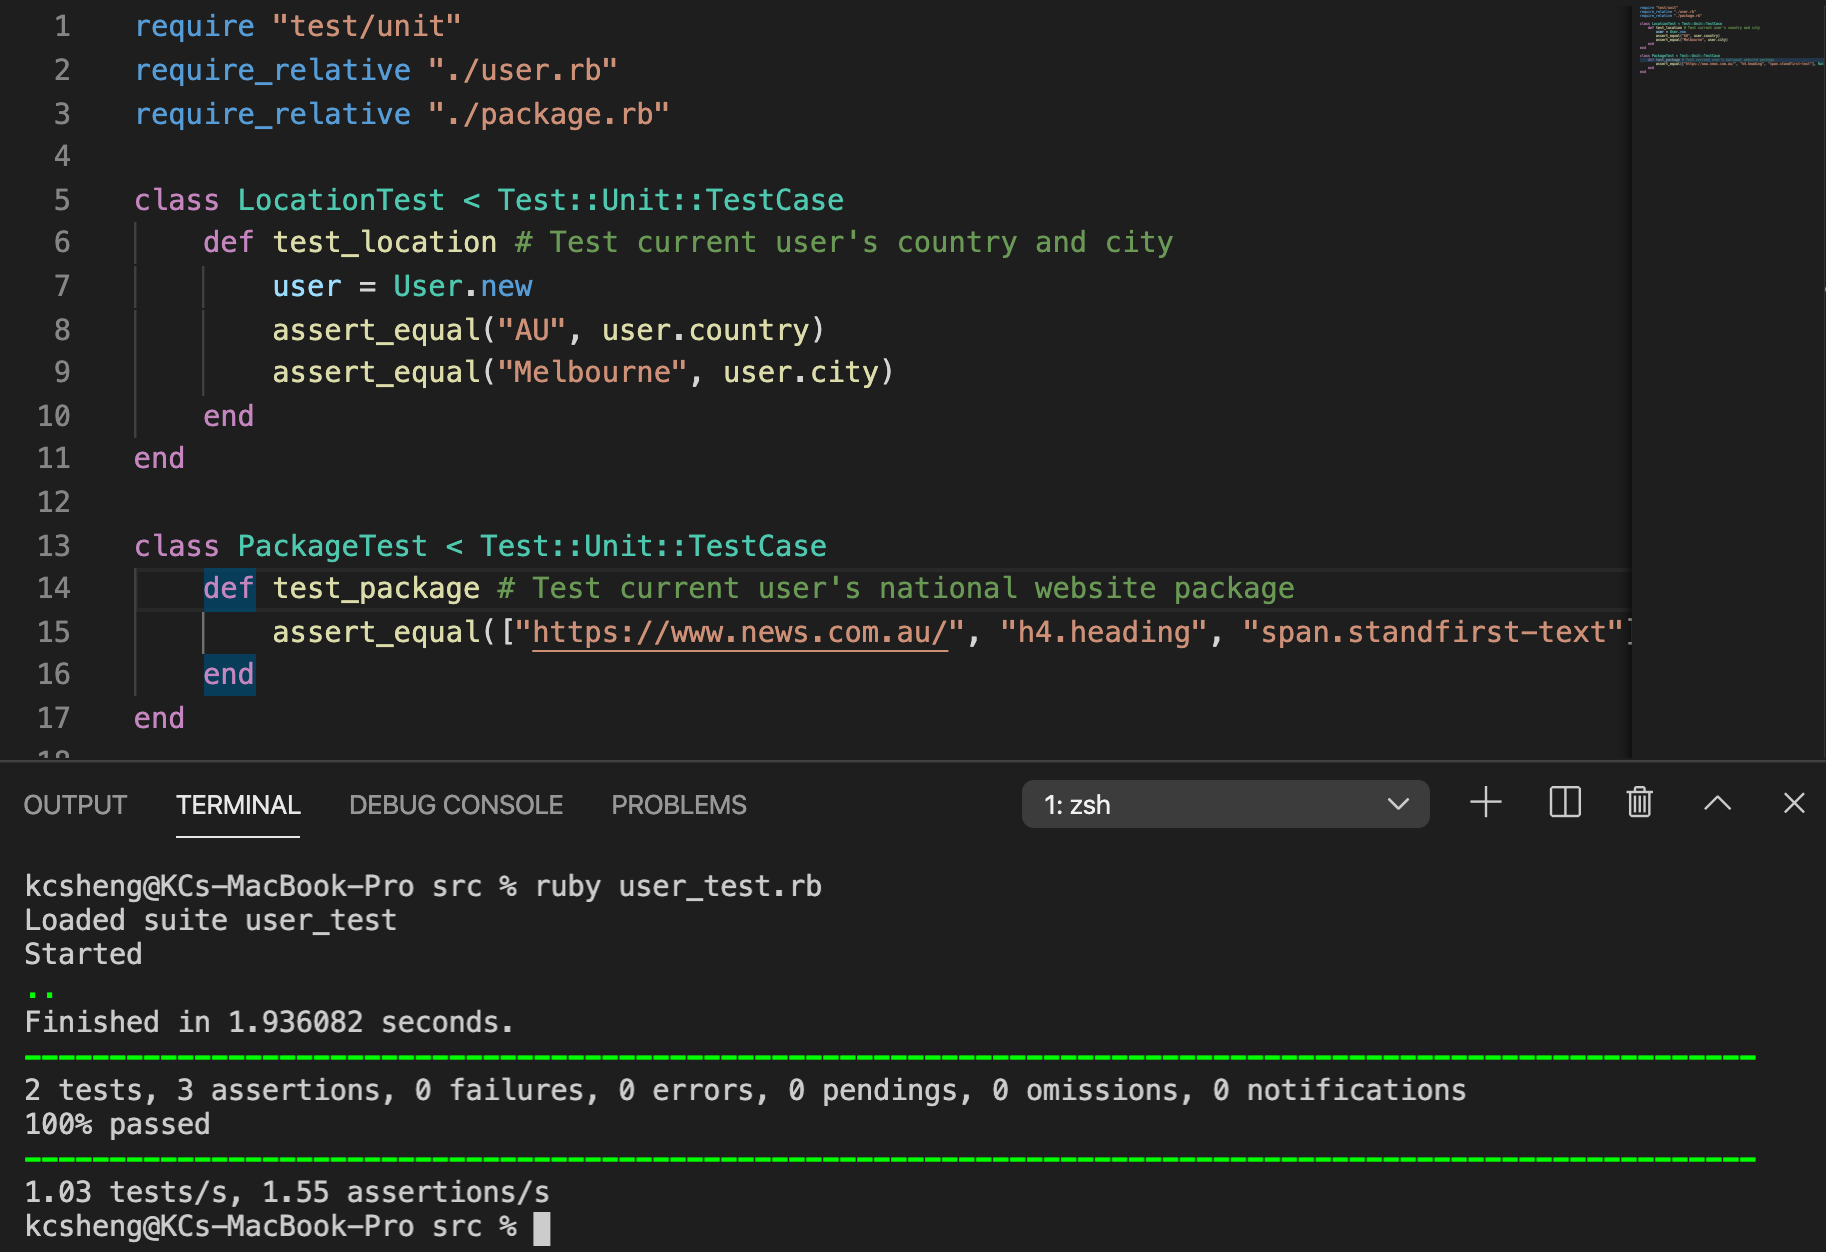 1 require "test/unit"
2 require_relative "./user.rb"
3 require_relative "./package.rb"
4
5 class LocationTest < Test::Unit::TestCase
6 def test_location # Test current user's country and city
7 user = User.new
8 assert_equal("AU", user.country)
9 assert_equal("Melbourne", user.city)
10 end
11 end
12
13 class PackageTest < Test::Unit::TestCase
14 def test_package # Test current user's national website package
15 assert_equal(["https://www.news.com.au/", "h4.heading", "span.standfirst-text"]
16 end
17 end
18
OUTPUT TERMINAL DEBUG CONSOLE PROBLEMS 1: zsh
kcsheng@KCs-MacBook-Pro src % ruby user_test.rb
Loaded suite user_test
Started
..
Finished in 1.936082 seconds.
--------------------------------------------------------------------------------------------------------
2 tests, 3 assertions, 0 failures, 0 errors, 0 pendings, 0 omissions, 0 notifications
100% passed
--------------------------------------------------------------------------------------------------------
1.03 tests/s, 1.55 assertions/s
kcsheng@KCs-MacBook-Pro src %